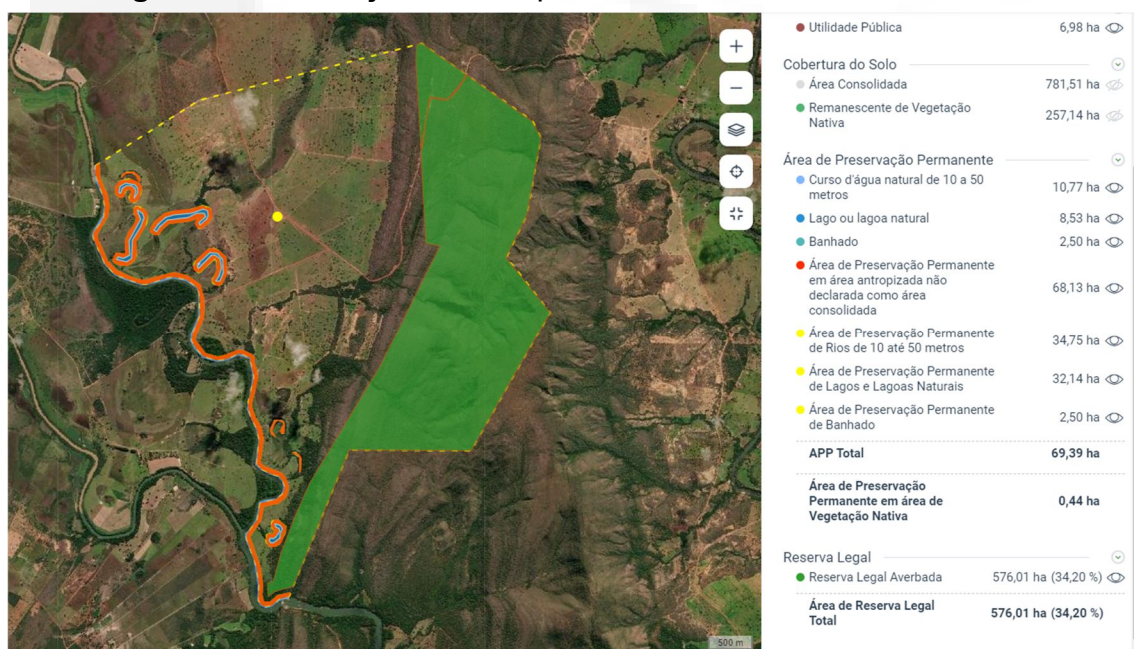 Utilidade Pública 6,98 ha
Cobertura do Solo
Área Consolidada 781,51 ha
Remanescente de Vegetação
Nativa 257,14 ha
Área de Preservação Permanente
Curso d'água natural de 10 a 50
metros 10,77 ha
Lago ou lagoa natural 8,53 ha
Banhado 2,50 ha
Área de Preservação Permanente
em área antropizada não
declarada como área
consolidada 68,13 ha
Área de Preservação Permanente
de Rios de 10 até 50 metros 34,75 ha
Área de Preservação Permanente
de Lagos e Lagoas Naturais 32,14 ha
Área de Preservação Permanente
de Banhado 2,50 ha
APP Total 69,39 ha
Área de Preservação
Permanente em área de
Vegetação Nativa 0,44 ha
Reserva Legal
Reserva Legal Averbada 576,01 ha (34,20 %)
Área de Reserva Legal
Total 576,01 ha (34,20 %)
500 m